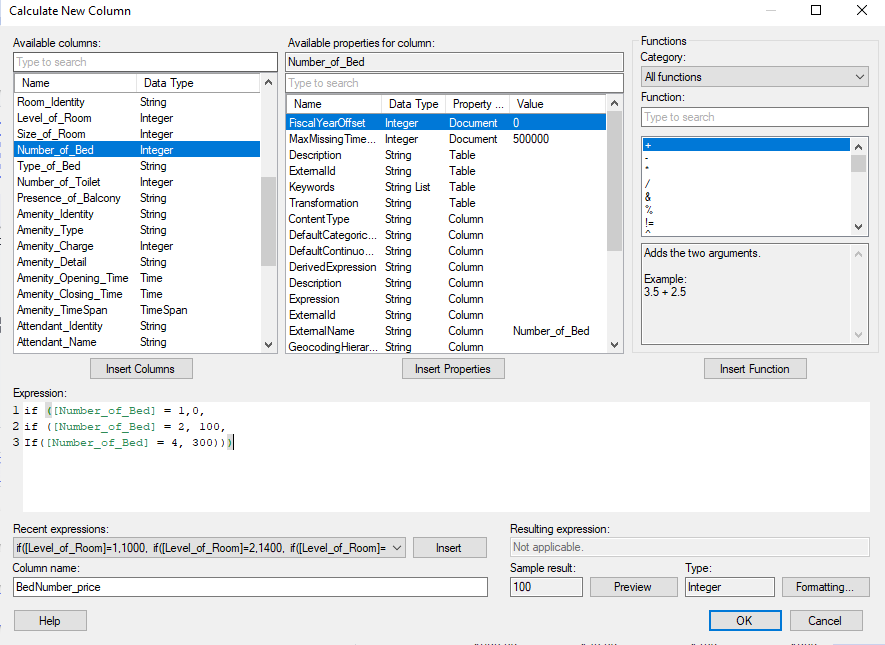 Calculate New Column
Available columns:
Type to search
Name Data Type
Room_Identity String
Level_of_Room Integer
Size_of_Room Integer
Number_of_Bed Integer
Type_of_Bed String
Number_of_Toilet Integer
Presence_of_Balcony String
Amenity_Identity String
Amenity_Type String
Amenity_Charge Integer
Amenity_Detail String
Amenity_Opening_Time Time
Amenity_Closing_Time Time
Amenity_TimeSpan TimeSpan
Attendant_Identity String
Attendant_Name String
Insert Columns
Available properties for column:
Number_of_Bed
Type to search
Name Data Type Property ... Value
FiscalYearOffset Integer Document 0
MaxMissingTime... Integer Document 500000
Description String Table
ExternalId String Table
Keywords String List Table
Transformation String Table
ContentType String Column
DefaultCategoric... String Column
DefaultContinuo... String Column
DerivedExpression String Column
Description String Column
Expression String Column
ExternalId String Column
ExternalName String Column Number_of_Bed
GeocodingHierar... String Column
Insert Properties
Functions
Category:
All functions
Function:
Type to search
+
-
*
/
&
%
!=
^
Adds the two arguments.
Example:
3.5 + 2.5
Insert Function
Expression:
1 if ([Number_of_Bed] = 1,0,
2 if ([Number_of_Bed] = 2, 100,
3 If([Number_of_Bed] = 4, 300)))
Recent expressions:
if([Level_of_Room]=1,1000, if([Level_of_Room]=2,1400, if([Level_of_Room]=
Insert
Resulting expression:
Not applicable.
Column name:
BedNumber_price
Sample result:
100
Preview
Type:
Integer
Formatting...
Help
OK
Cancel